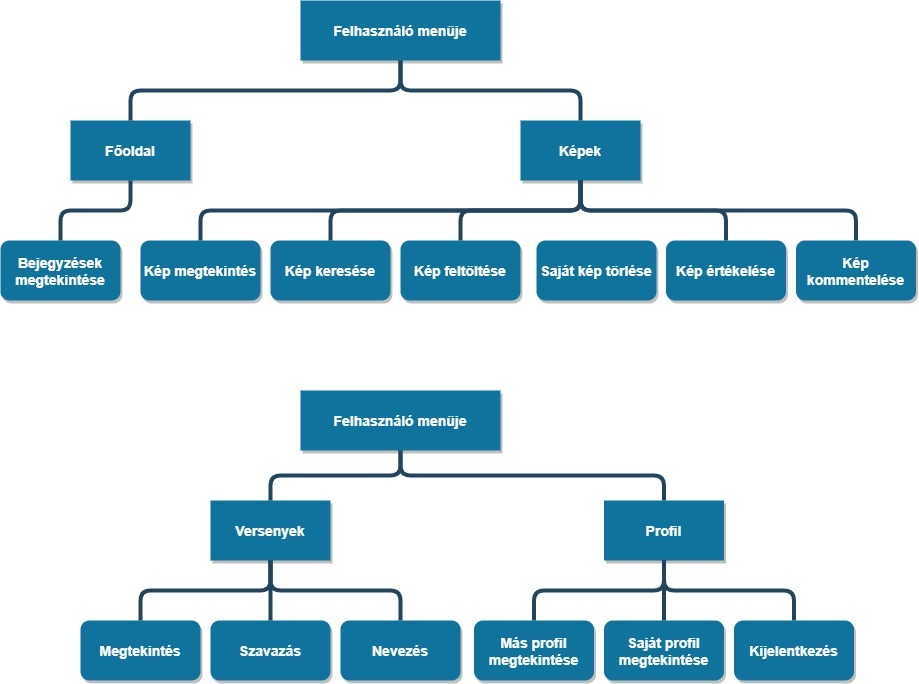 Felhasználó menüje
Főoldal
Képek
Bejegyzések
megtekintése
Kép megtekintés
Kép keresése
Kép feltöltése
Saját kép törlése
Kép értékelése
Kép
kommentelése
Felhasználó menüje
Versenyek
Profil
Megtekintés
Szavazás
Nevezés
Más profil
megtekintése
Saját profil
megtekintése
Kijelentkezés